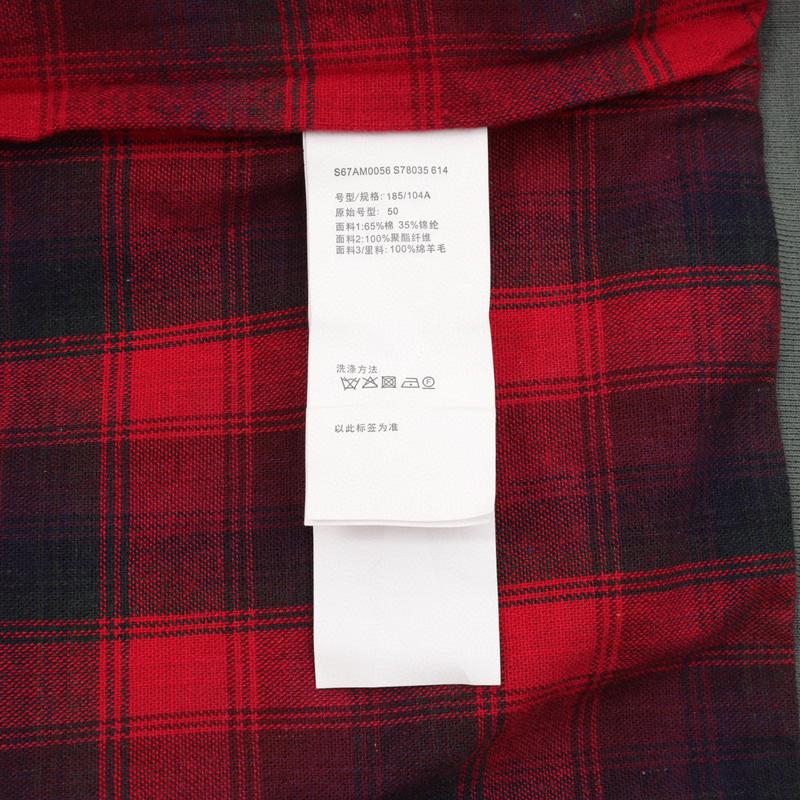 S67AM0056 S78035 614
号型/规格: 185/104A
原始号型: 50
面料1:65%棉 35%锦纶
面料2:100%聚酯纤维
面料3/里料: 100%绵羊毛
洗涤方法:
以此标签为准